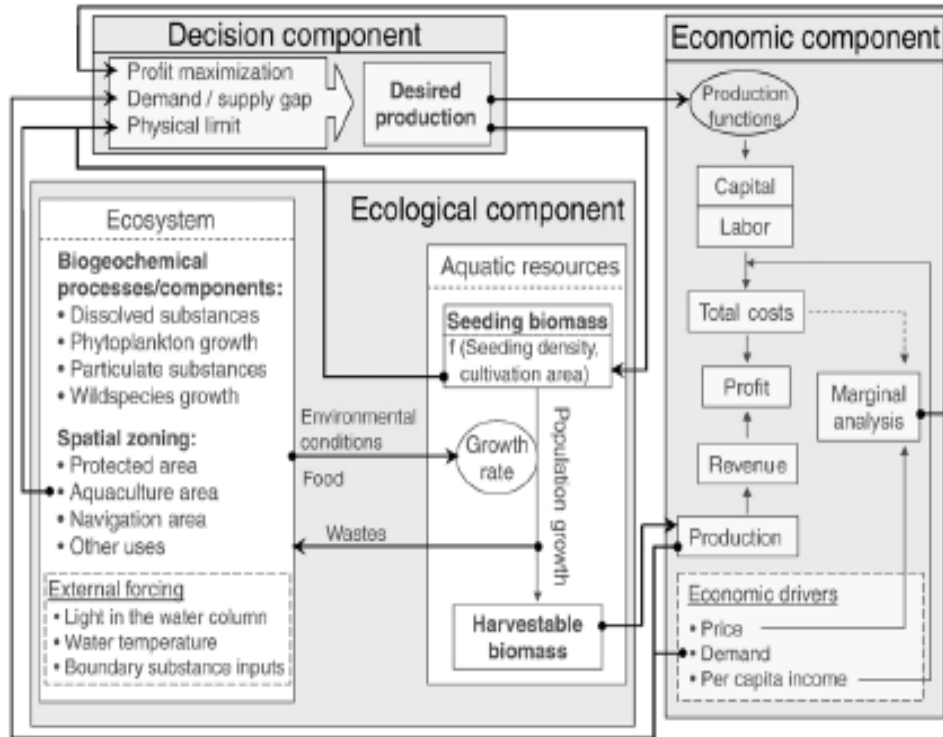 Decision component
Profit maximization
Demand / supply gap
Physical limit
Desired
production
Economic component
Production
functions
Capital
Labor
Total costs
Profit
Marginal
analysis
Revenue
Production
Economic drivers
• Price
• Demand
• Per capita income
Ecological component
Ecosystem
Biogeochemical
processes/components:
• Dissolved substances
• Phytoplankton growth
• Particulate substances
• Wildspecies growth
Spatial zoning:
• Protected area
• Aquaculture area
• Navigation area
• Other uses
External forcing
• Light in the water column
• Water temperature
• Boundary substance inputs
Environmental
conditions
Food
Wastes
Aquatic resources
Seeding biomass
f (Seeding density,
cultivation area)
Growth
rate
Population growth
Harvestable
biomass